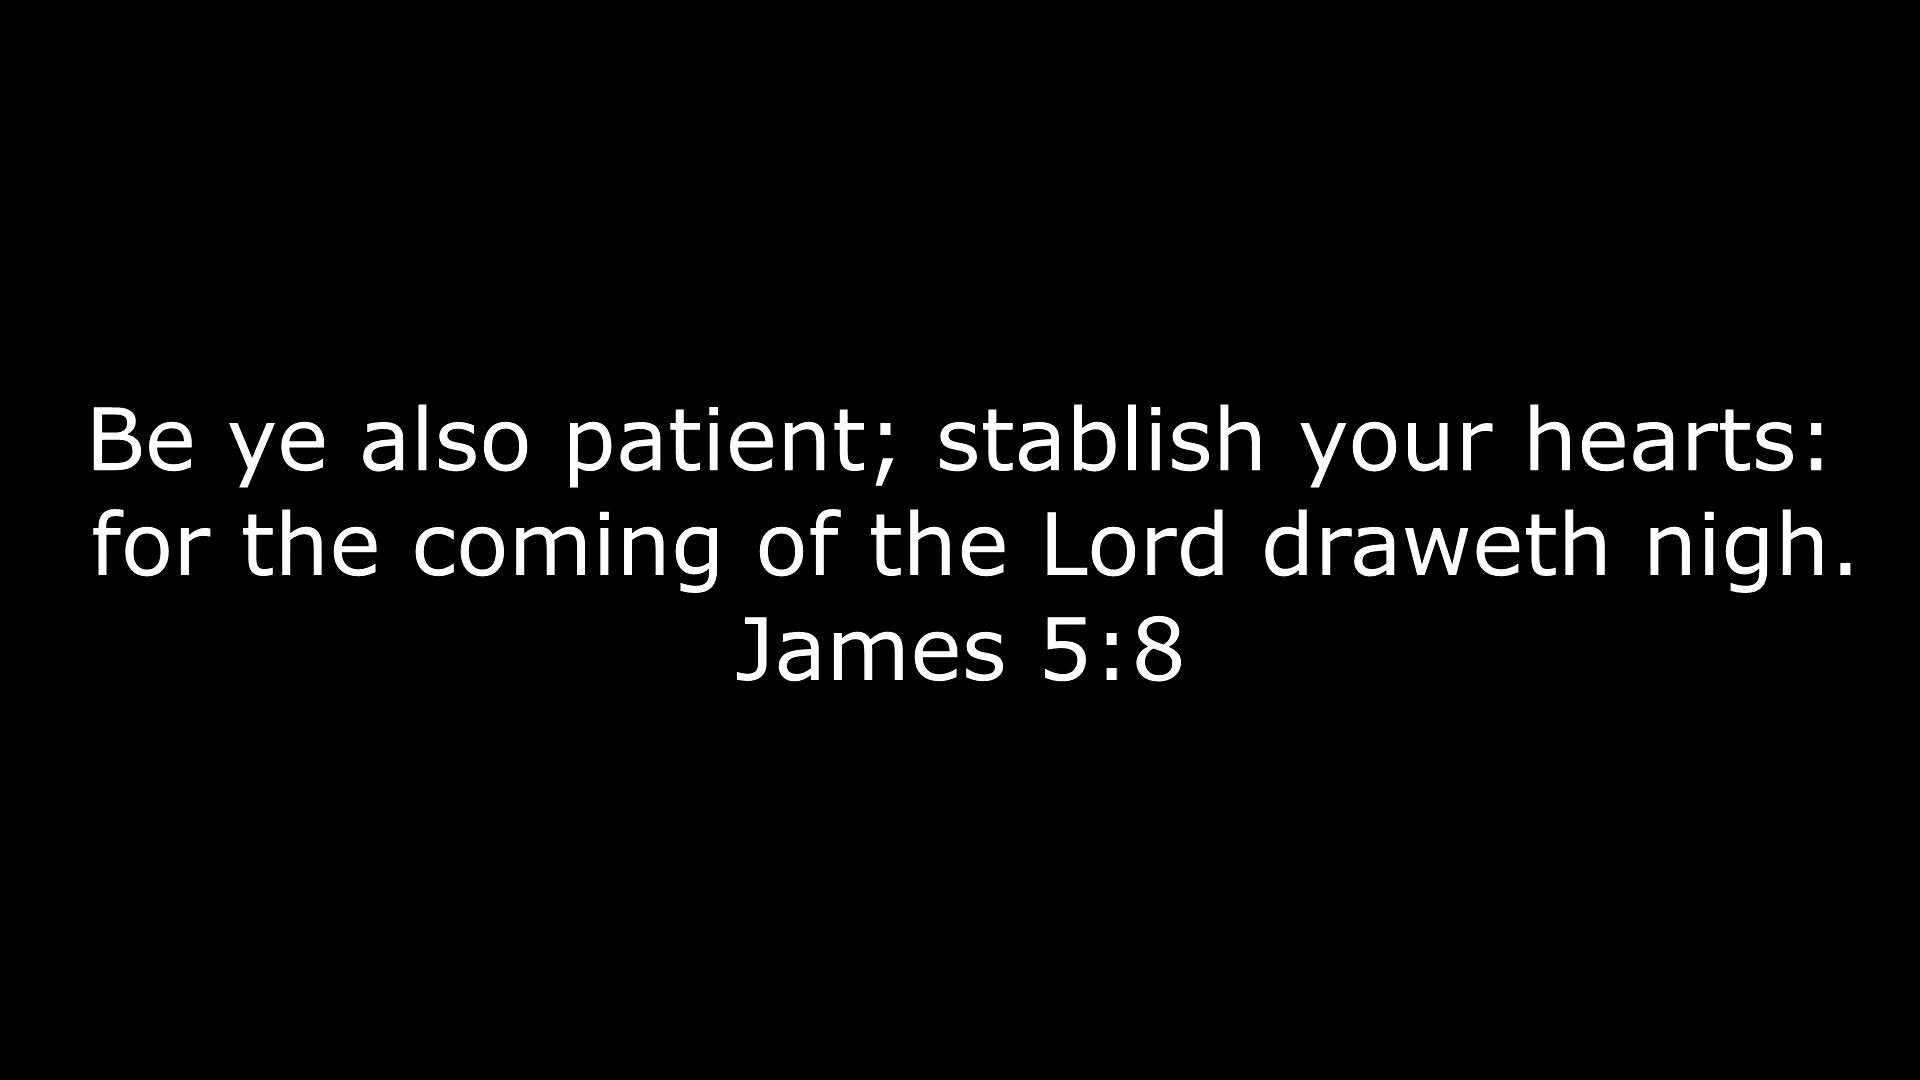 Be ye also patient; stablish your hearts:
for the coming of the Lord draweth nigh.
James 5:8